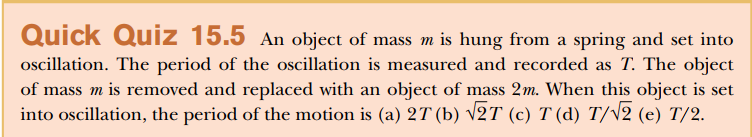 Quick Quiz 15.5 An object of mass m is hung from a spring and set into
oscillation. The period of the oscillation is measured and recorded as T. The object
of mass m is removed and replaced with an object of mass 2m. When this object is set
into oscillation, the period of the motion is (a) 2T (b) √2T (c) T (d) T/√2 (e) T/2.